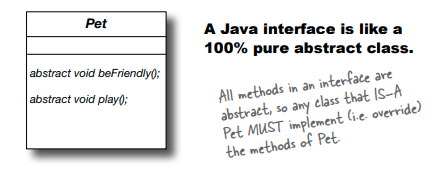 Pet
abstract void beFriendly();
abstract void play();
A Java interface is like a
100% pure abstract class.
All methods in an interface are
abstract, so any class that IS-A
Pet MUST implement (i.e. override)
the methods of Pet.